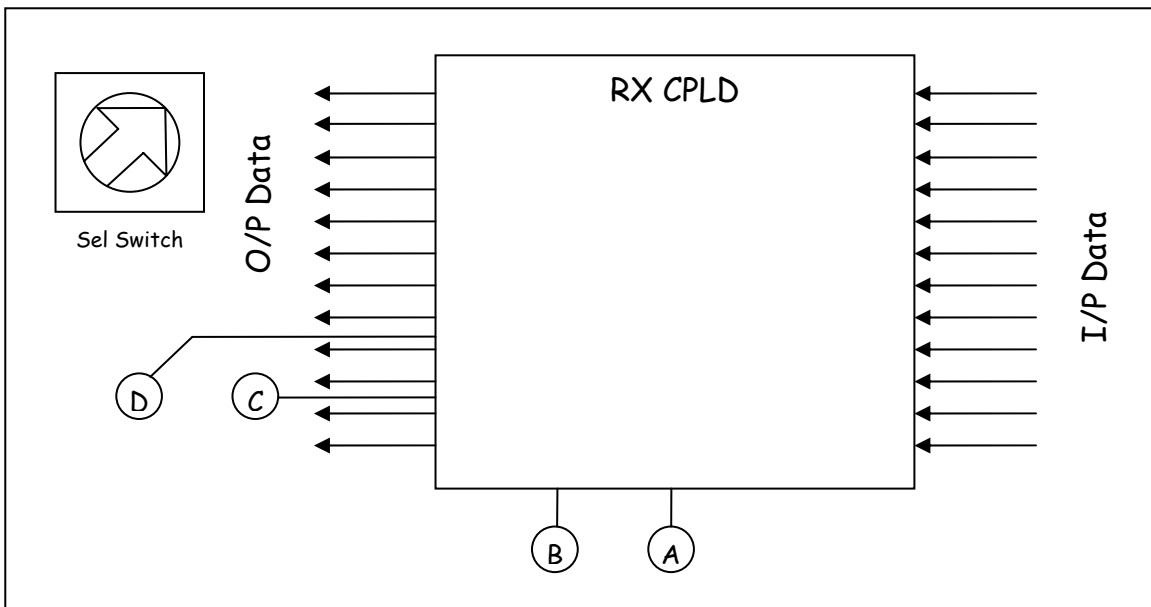 RX CPLD
Sel Switch
O/P Data
I/P Data
D
C
B
A